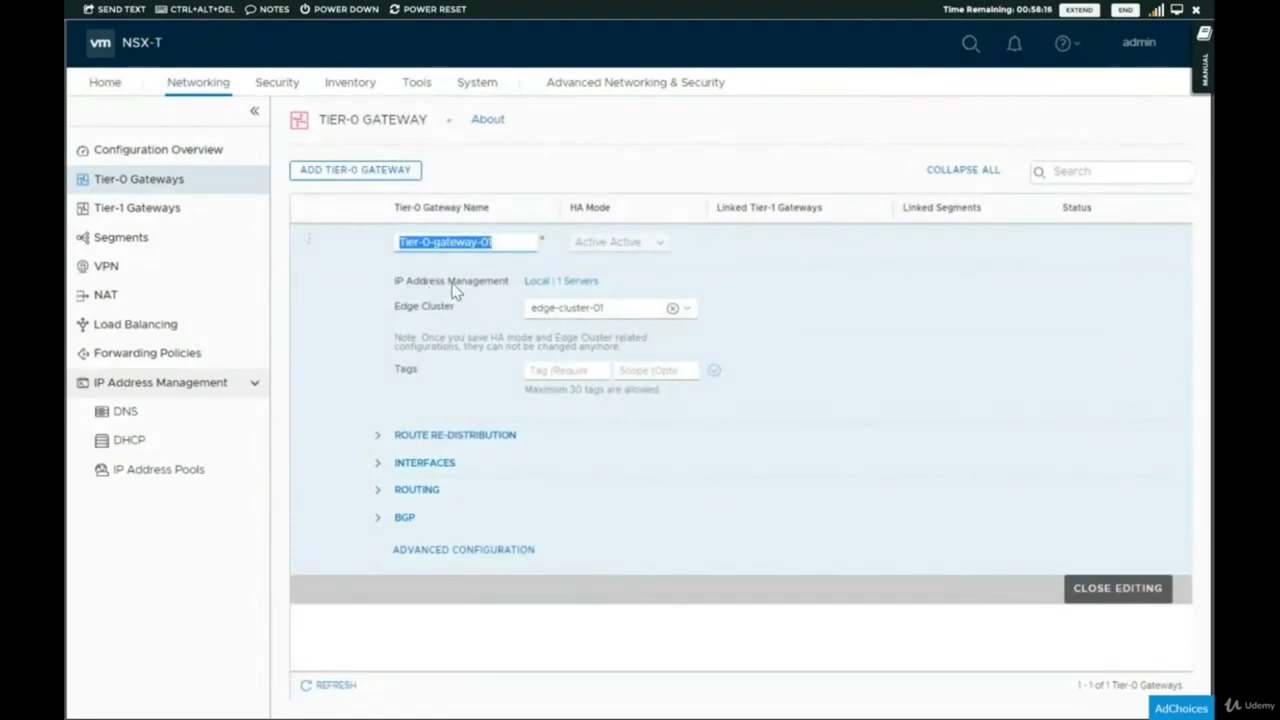 SEND TEXT CTRL+ALT+DEL NOTES POWER DOWN POWER RESET Time Remaining: 00:58:16 EXTEND END
vm NSX-T admin
MANUAL
Home Networking Security Inventory Tools System Advanced Networking & Security
TIER-0 GATEWAY About
Configuration Overview
Tier-0 Gateways
Tier-1 Gateways
Segments
VPN
NAT
Load Balancing
Forwarding Policies
IP Address Management
DNS
DHCP
IP Address Pools
ADD TIER-0 GATEWAY COLLAPSE ALL Search
Tier-0 Gateway Name HA Mode Linked Tier-1 Gateways Linked Segments Status
Tier-0-gateway-01 * Active Active
IP Address Management Local | 1 Servers
Edge Cluster edge-cluster-01
Note: Once you save HA mode and Edge Cluster related
configurations, they can not be changed anymore.
Tags Tag (Require Scope (Optio
Maximum 30 tags are allowed.
ROUTE RE-DISTRIBUTION
INTERFACES
ROUTING
BGP
ADVANCED CONFIGURATION
CLOSE EDITING
REFRESH 1 - 1 of 1 Tier-0 Gateways
AdChoices Udemy